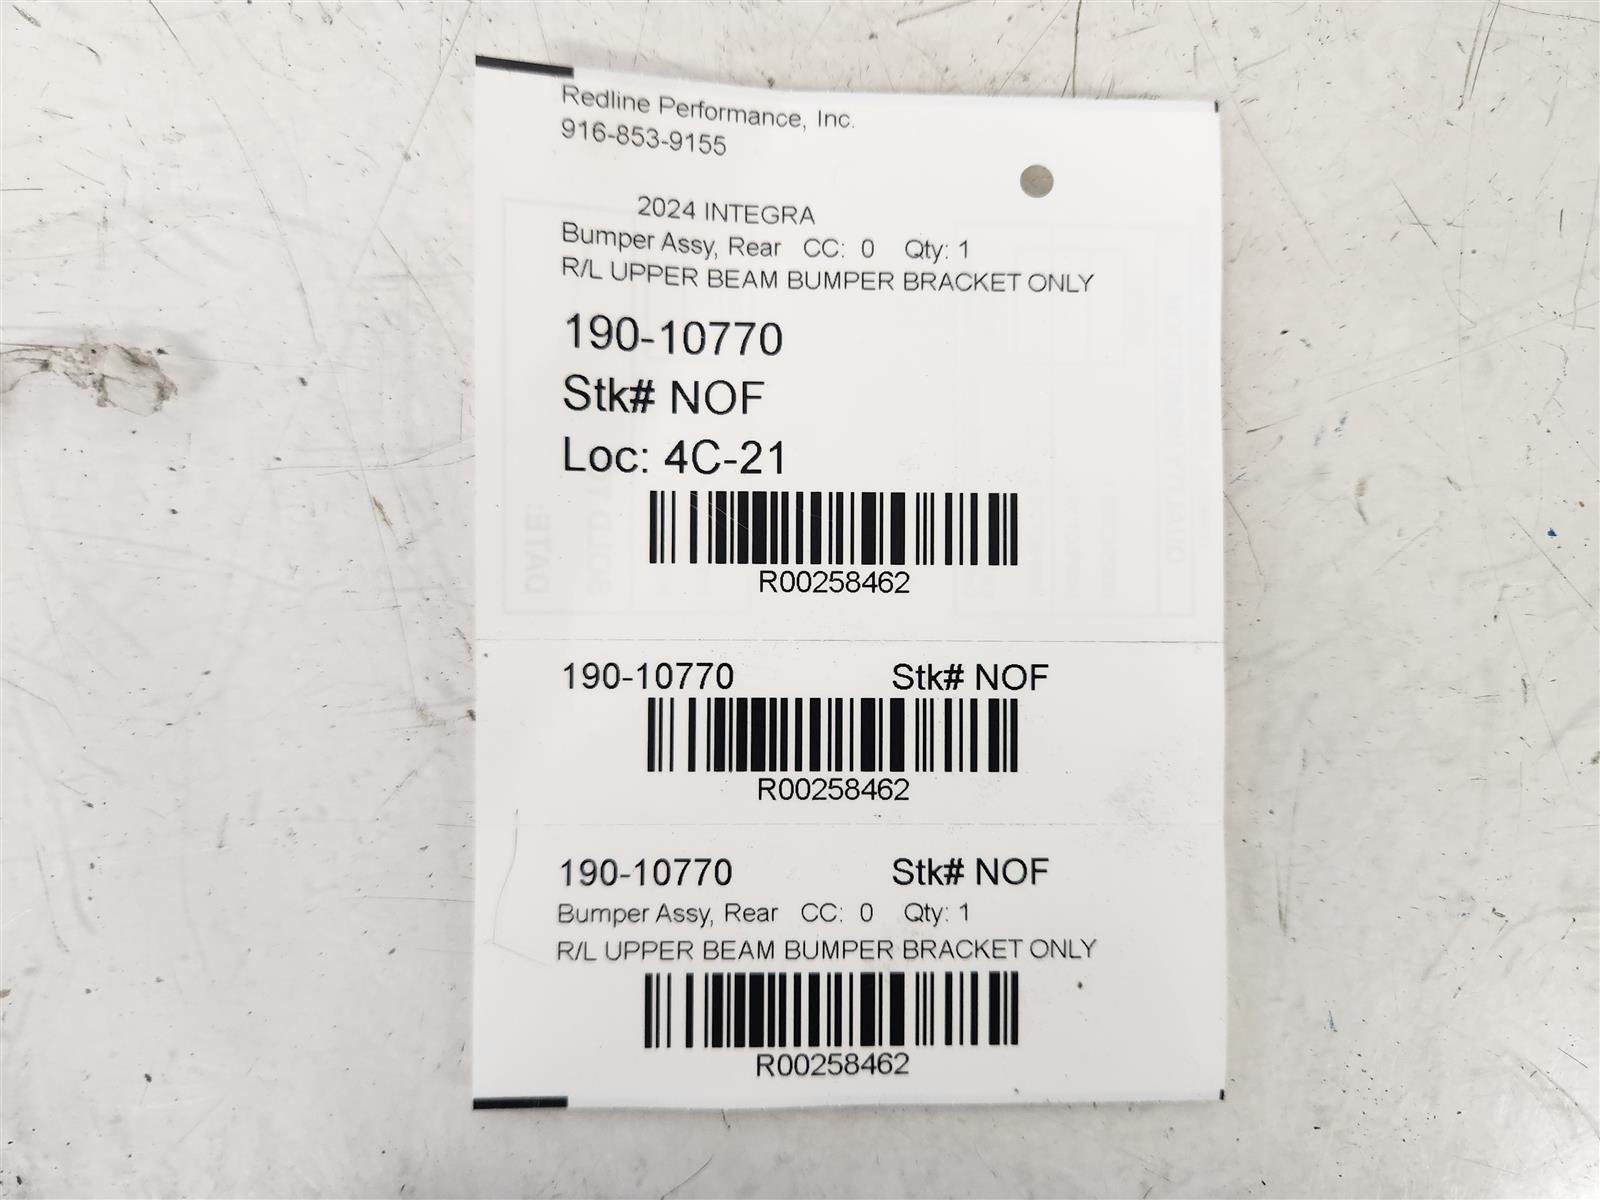 Redline Performance, Inc.
916-853-9155
2024 INTEGRA
Bumper Assy, Rear CC: 0 Qty: 1
R/L UPPER BEAM BUMPER BRACKET ONLY
190-10770
Stk# NOF
Loc: 4C-21
R00258462
190-10770 Stk# NOF
R00258462
190-10770 Stk# NOF
Bumper Assy, Rear CC: 0 Qty: 1
R/L UPPER BEAM BUMPER BRACKET ONLY
R00258462